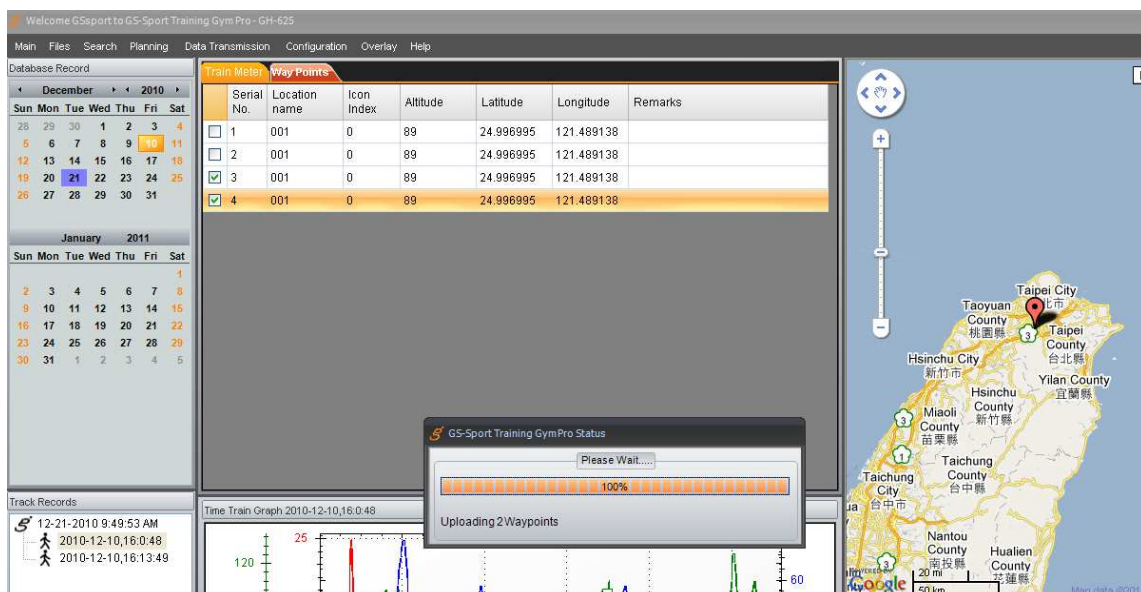 Welcome GSsport to GS-Sport Training Gym Pro - GH-625
Main Files Search Planning Data Transmission Configuration Overlay Help
Database Record
December 2010
Sun Mon Tue Wed Thu Fri Sat
28 29 30 1 2 3 4
5 6 7 8 9 10 11
12 13 14 15 16 17 18
19 20 21 22 23 24 25
26 27 28 29 30 31
January 2011
Sun Mon Tue Wed Thu Fri Sat
1
2 3 4 5 6 7 8
9 10 11 12 13 14 15
16 17 18 19 20 21 22
23 24 25 26 27 28 29
30 31 1 2 3 4 5
Track Records
12-21-2010 9:49:53 AM
2010-12-10,16:0:48
2010-12-10,16:13:49
Train Meter Way Points
Serial No. Location name Icon Index Altitude Latitude Longitude Remarks
1 001 0 89 24.996995 121.489138
2 001 0 89 24.996995 121.489138
3 001 0 89 24.996995 121.489138
4 001 0 89 24.996995 121.489138
GS-Sport Training GymPro Status
Please Wait.....
100%
Uploading 2 Waypoints
Time Train Graph 2010-12-10,16:0:48
25
120
60
Taipei City
北市
Taoyuan
County
桃園縣
3
Taipei
County
台北縣
Hsinchu City
新竹市
Yilan County
宜蘭縣
Hsinchu
County
新竹縣
3
Miaoli
County
苗栗縣
1
Taichung
County
台中縣
Taichung
City
台中市
Nantou
County
南投縣
3
Hualien
County
花蓮縣
20 mi
50 km
Google
Map data ©201